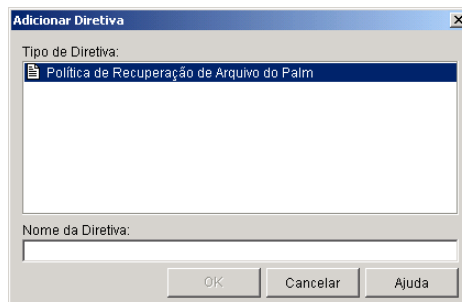 Adicionar Diretiva
Tipo de Diretiva:
Política de Recuperação de Arquivo do Palm
Nome da Diretiva:
OK Cancelar Ajuda